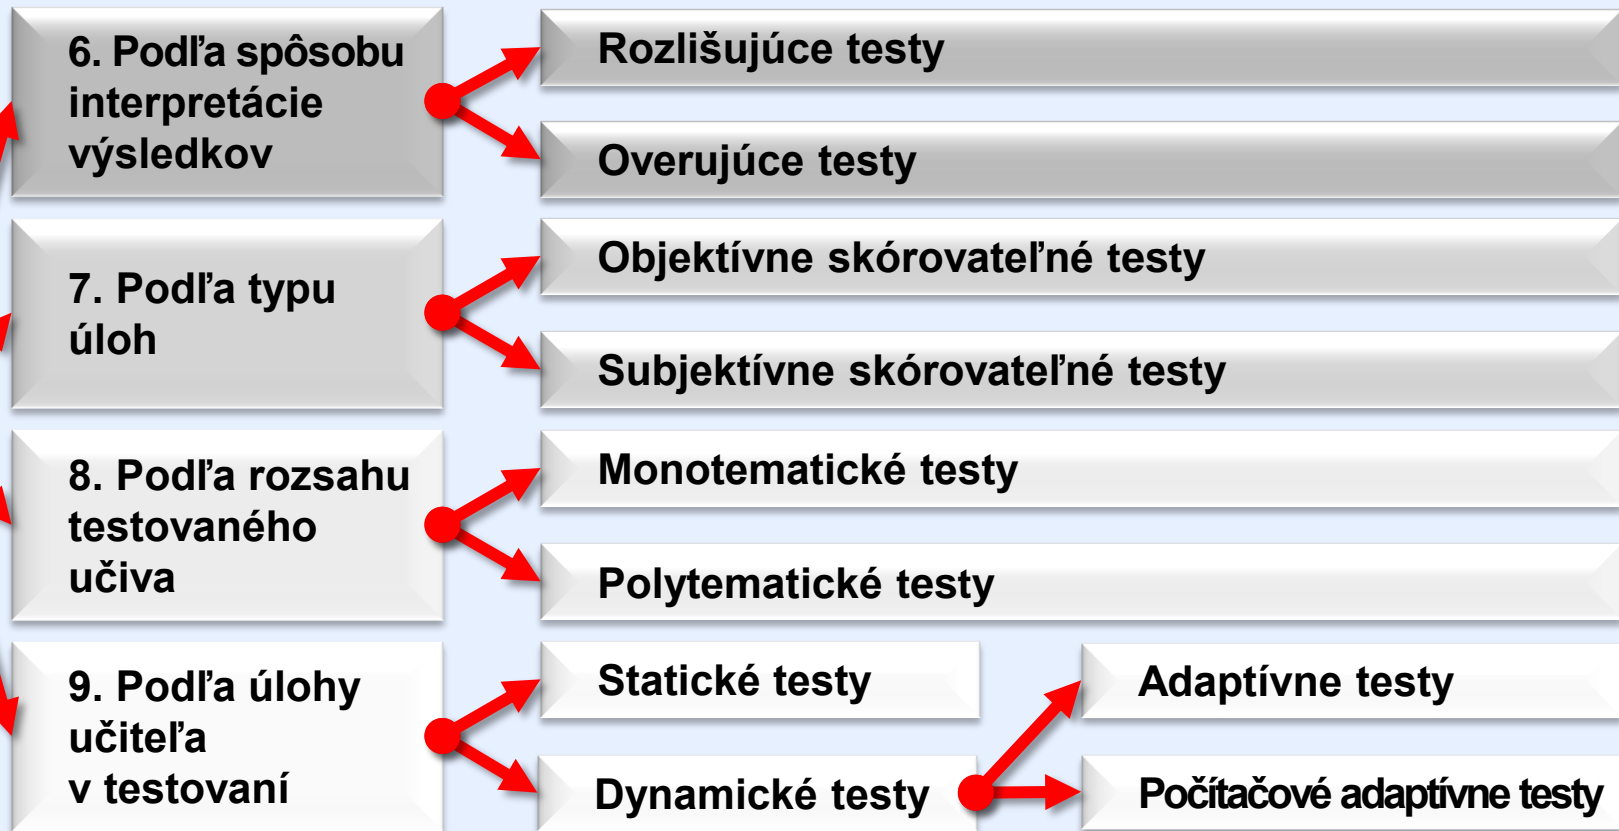 6. Podľa spôsobu
interpretácie
výsledkov
Rozlišujúce testy
Overujúce testy
7. Podľa typu
úloh
Objektívne skórovateľné testy
Subjektívne skórovateľné testy
8. Podľa rozsahu
testovaného
učiva
Monotematické testy
Polytematické testy
9. Podľa úlohy
učiteľa
v testovaní
Statické testy
Dynamické testy
Adaptívne testy
Počítačové adaptívne testy